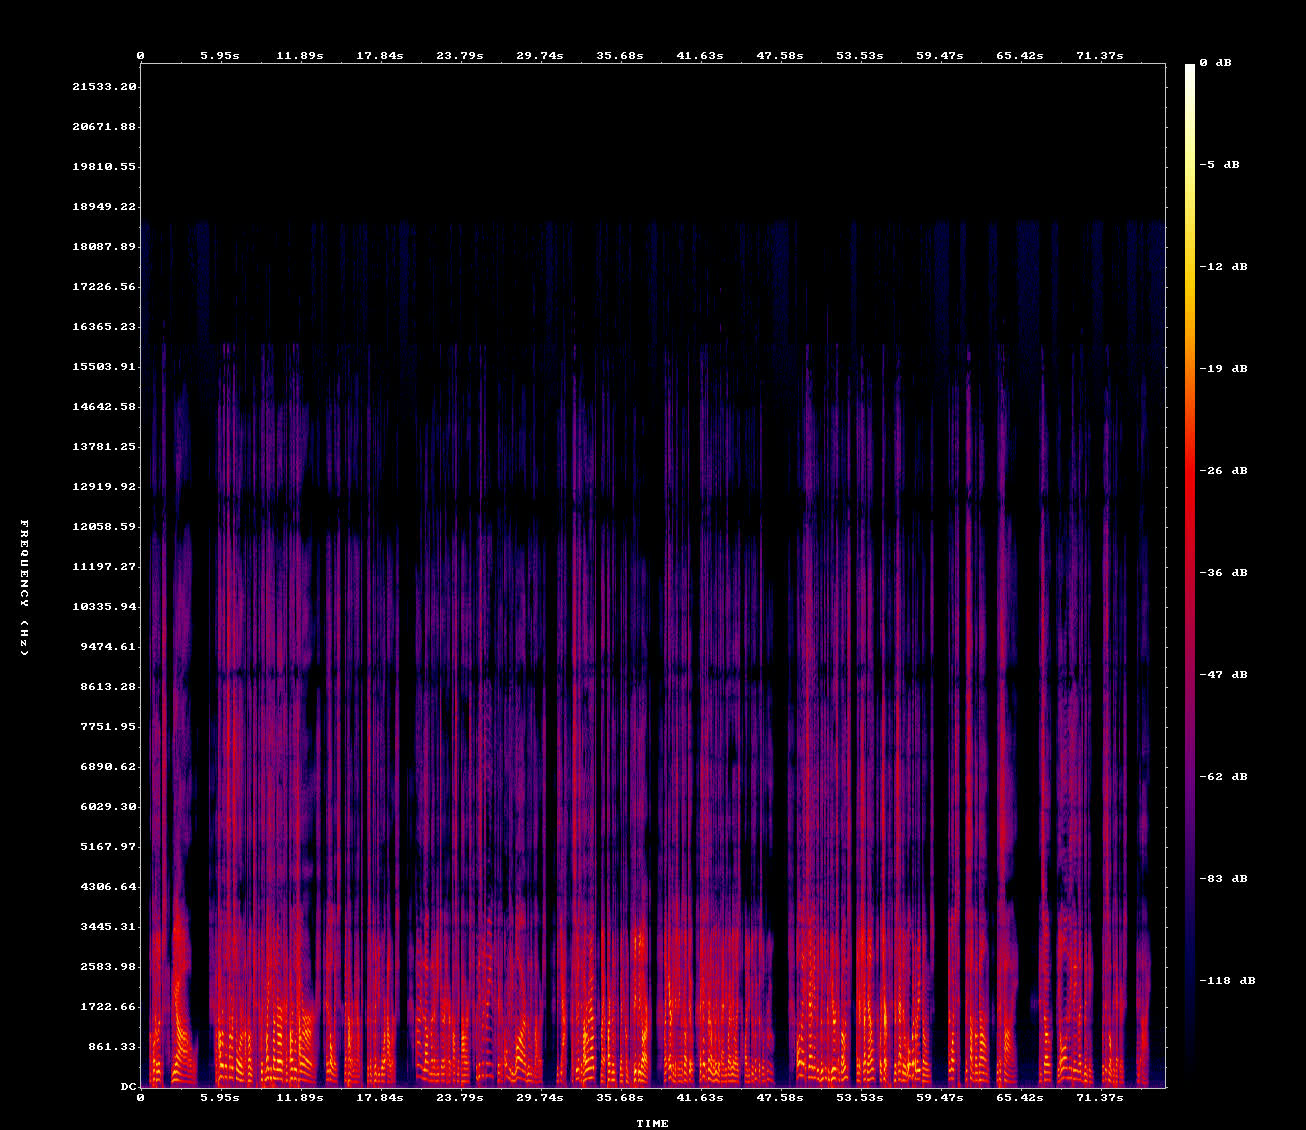 0 5.95s 11.89s 17.84s 23.79s 29.74s 35.68s 41.63s 47.58s 53.53s 59.47s 65.42s 71.37s
0 dB
21533.20
20671.88
-5 dB
19810.55
18949.22
18087.89
-12 dB
17226.56
16365.23
15503.91
-19 dB
14642.58
13781.25
-26 dB
12919.92
12058.59
11197.27
-36 dB
10335.94
9474.61
-47 dB
8613.28
7751.95
6890.62
-62 dB
6029.30
5167.97
4306.64
-83 dB
3445.31
2583.98
-118 dB
1722.66
861.33
DC
FREQUENCY (Hz)
0 5.95s 11.89s 17.84s 23.79s 29.74s 35.68s 41.63s 47.58s 53.53s 59.47s 65.42s 71.37s
TIME